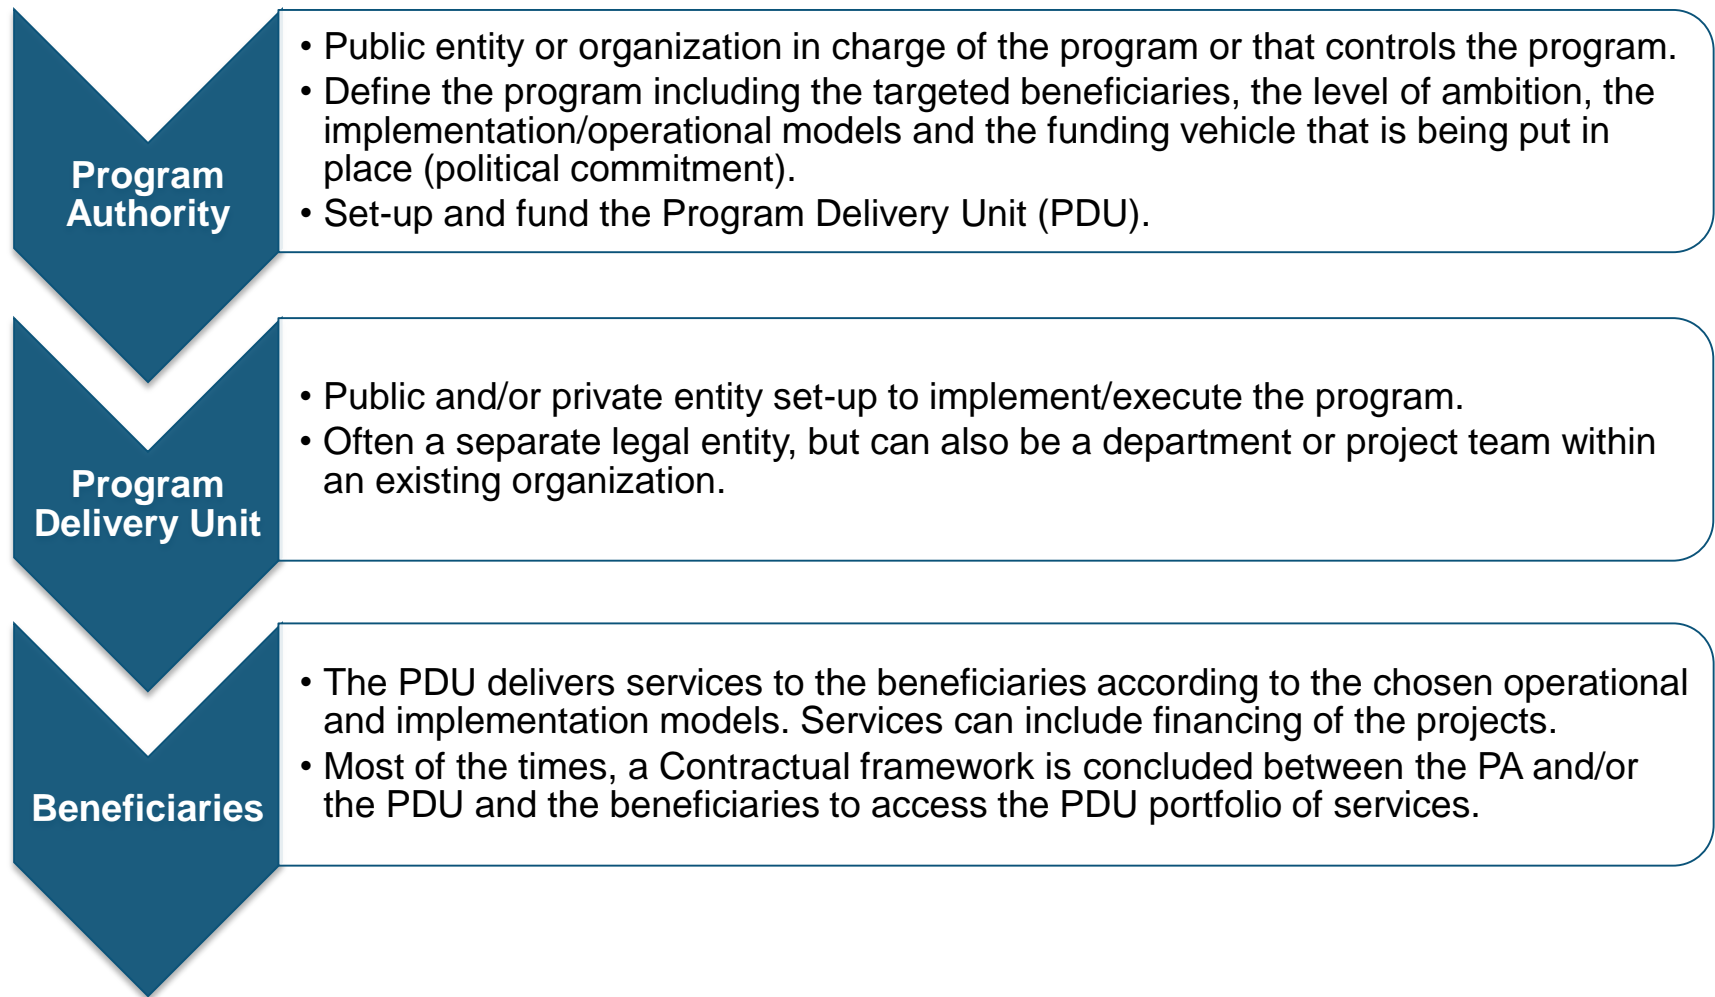 Program
Authority
• Public entity or organization in charge of the program or that controls the program.
• Define the program including the targeted beneficiaries, the level of ambition, the
implementation/operational models and the funding vehicle that is being put in
place (political commitment).
• Set-up and fund the Program Delivery Unit (PDU).
Program
Delivery Unit
• Public and/or private entity set-up to implement/execute the program.
• Often a separate legal entity, but can also be a department or project team within
an existing organization.
Beneficiaries
• The PDU delivers services to the beneficiaries according to the chosen operational
and implementation models. Services can include financing of the projects.
• Most of the times, a Contractual framework is concluded between the PA and/or
the PDU and the beneficiaries to access the PDU portfolio of services.